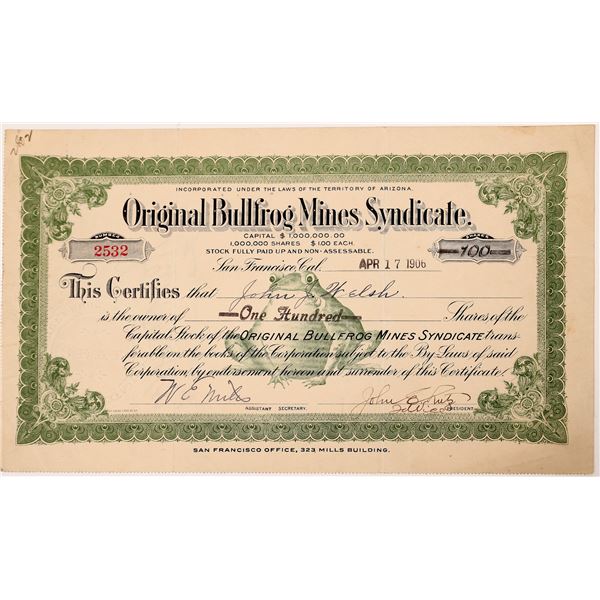 INCORPORATED UNDER THE LAWS OF THE TERRITORY OF ARIZONA.
Original Bullfrog Mines Syndicate.
CAPITAL $1,000,000.00
NUMBER 2532
1,000,000 SHARES $1.00 EACH
SHARES 100
STOCK FULLY PAID UP AND NON-ASSESSABLE.
San Francisco, Cal. APR 17 1906
This Certifies that John J. Welsh.
is the owner of One Hundred Shares of the
Capital Stock of the ORIGINAL BULLFROG MINES SYNDICATE trans-
ferable on the books of the Corporation subject to the By Laws of said
Corporation by endorsement hereon and surrender of this Certificate.
W E Miles John
ASSISTANT SECRETARY. PRESIDENT.
SAN FRANCISCO OFFICE, 323 MILLS BUILDING.